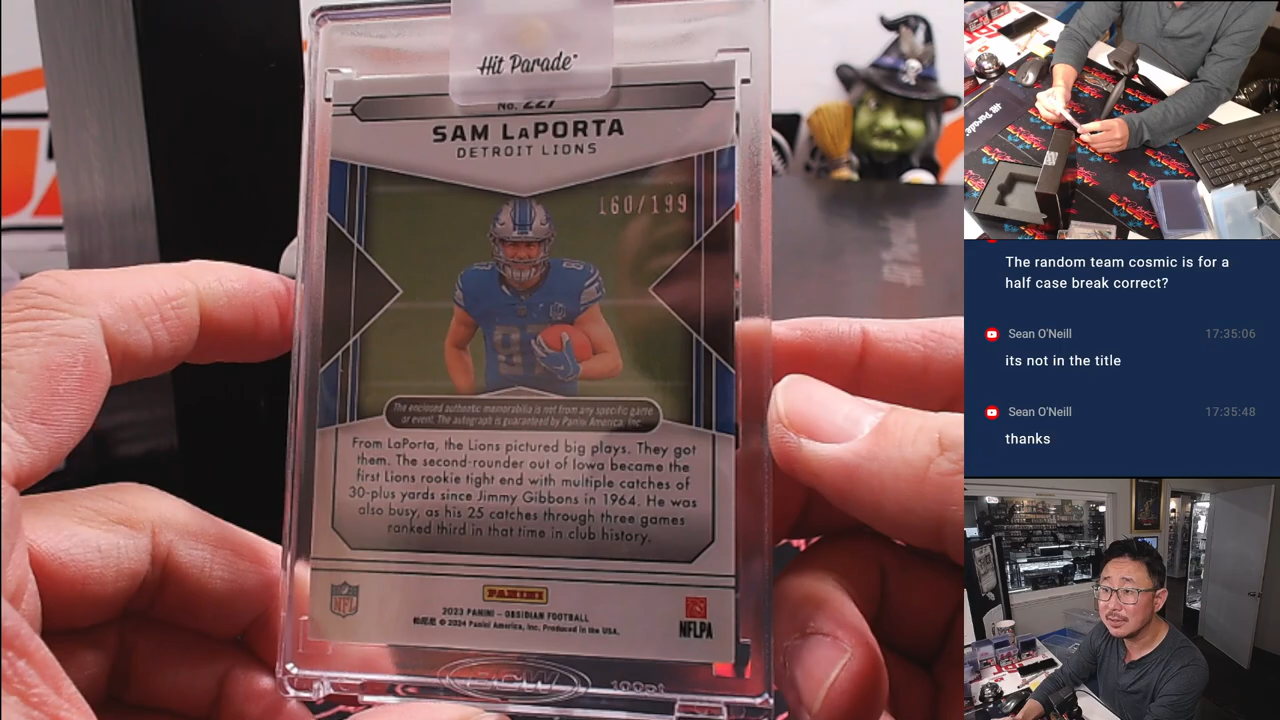 Hit Parade®
No. 227
SAM LAPORTA
DETROIT LIONS
160/199
The enclosed authentic memorabilia is not from any specific game
or event. The autograph is guaranteed by Panini America, Inc.
From LaPorta, the Lions pictured big plays. They got
them. The second-rounder out of Iowa became the
first Lions rookie tight end with multiple catches of
30-plus yards since Jimmy Gibbons in 1964. He was
also busy, as his 25 catches through three games
ranked third in that time in club history.
NFL
PANINI
2023 PANINI – OBSIDIAN FOOTBALL
© 2024 Panini America, Inc. Produced in the USA.
NFLPA
100pt
Hit Parade
The random team cosmic is for a
half case break correct?
Sean O'Neill 17:35:06
its not in the title
Sean O'Neill 17:35:48
thanks